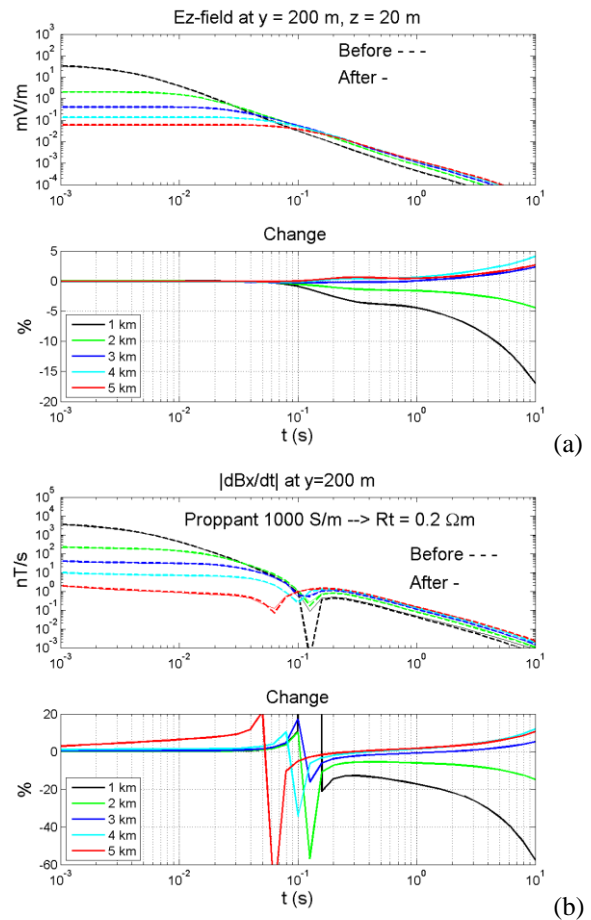 Ez-field at y = 200 m, z = 20 m
mV/m
10^3
10^2
10^1
10^0
10^-1
10^-2
10^-3
10^-4
Before - - -
After -
10^-3 10^-2 10^-1 10^0 10^1
Change
%
5
0
-5
-10
-15
-20
1 km
2 km
3 km
4 km
5 km
10^-3 10^-2 10^-1 10^0 10^1
t (s)
(a)
|dBx/dt| at y=200 m
nT/s
10^5
10^4
10^3
10^2
10^1
10^0
10^-1
10^-2
10^-3
Proppant 1000 S/m --> Rt = 0.2 Ωm
Before - - -
After -
10^-3 10^-2 10^-1 10^0 10^1
Change
%
20
0
-20
-40
-60
1 km
2 km
3 km
4 km
5 km
10^-3 10^-2 10^-1 10^0 10^1
t (s)
(b)